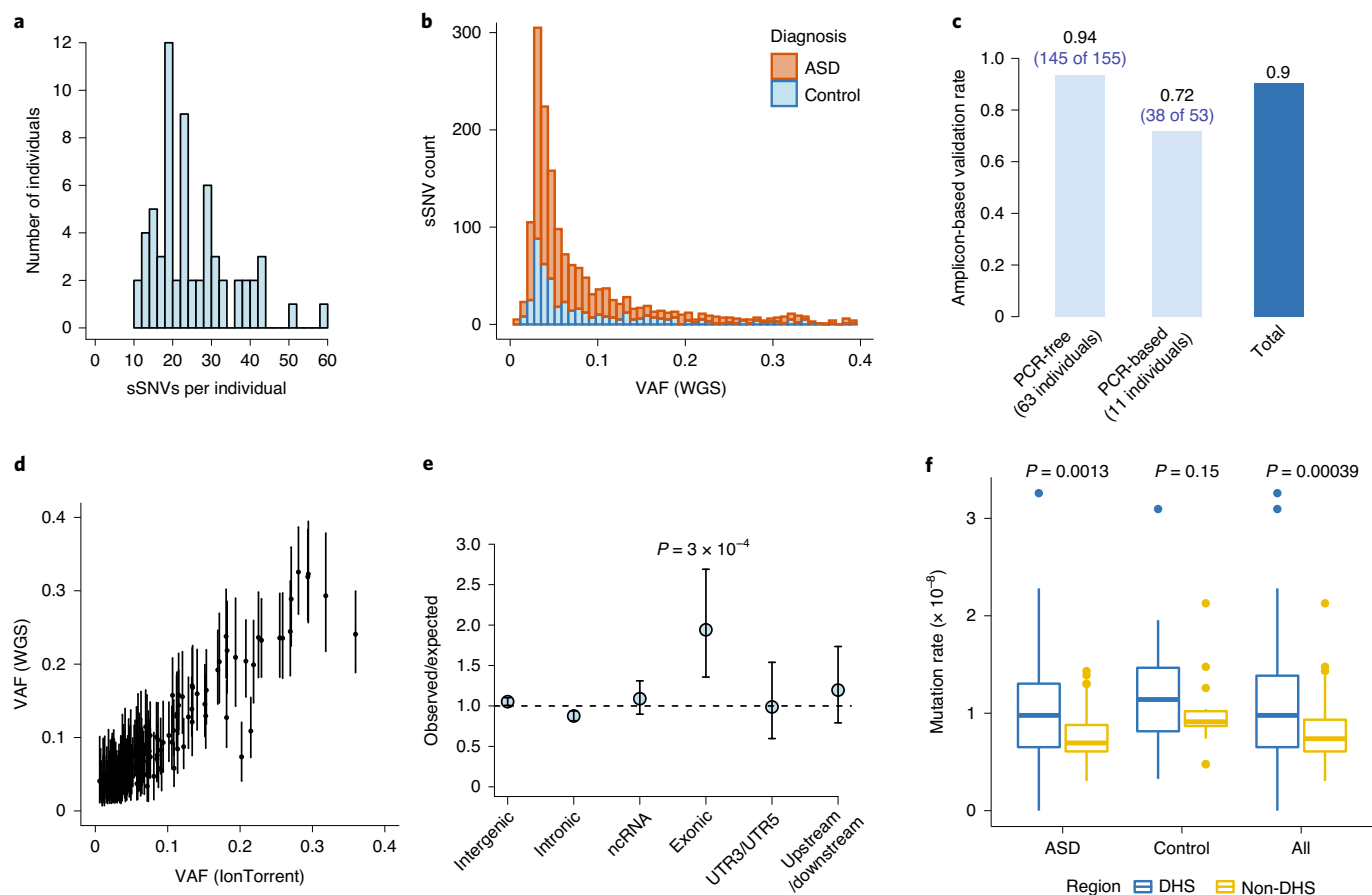 a
12
10
8
6
4
2
0
Number of individuals
0 10 20 30 40 50 60
sSNVs per individual
b
300
200
100
0
sSNV count
Diagnosis
ASD
Control
0 0.1 0.2 0.3 0.4
VAF (WGS)
c
1.0
0.8
0.6
0.4
0.2
0
Amplicon-based validation rate
0.94
(145 of 155)
0.72
(38 of 53)
0.9
PCR-free
(63 individuals)
PCR-based
(11 individuals)
Total
d
0.4
0.3
0.2
0.1
0
VAF (WGS)
0 0.1 0.2 0.3 0.4
VAF (IonTorrent)
e
3.0
2.5
2.0
1.5
1.0
0.5
0
Observed/expected
P = 3 × 10⁻⁴
Intergenic
Intronic
ncRNA
Exonic
UTR3/UTR5
Upstream
/downstream
f
P = 0.0013 P = 0.15 P = 0.00039
3
2
1
0
Mutation rate (× 10⁻⁸)
ASD Control All
Region DHS Non-DHS